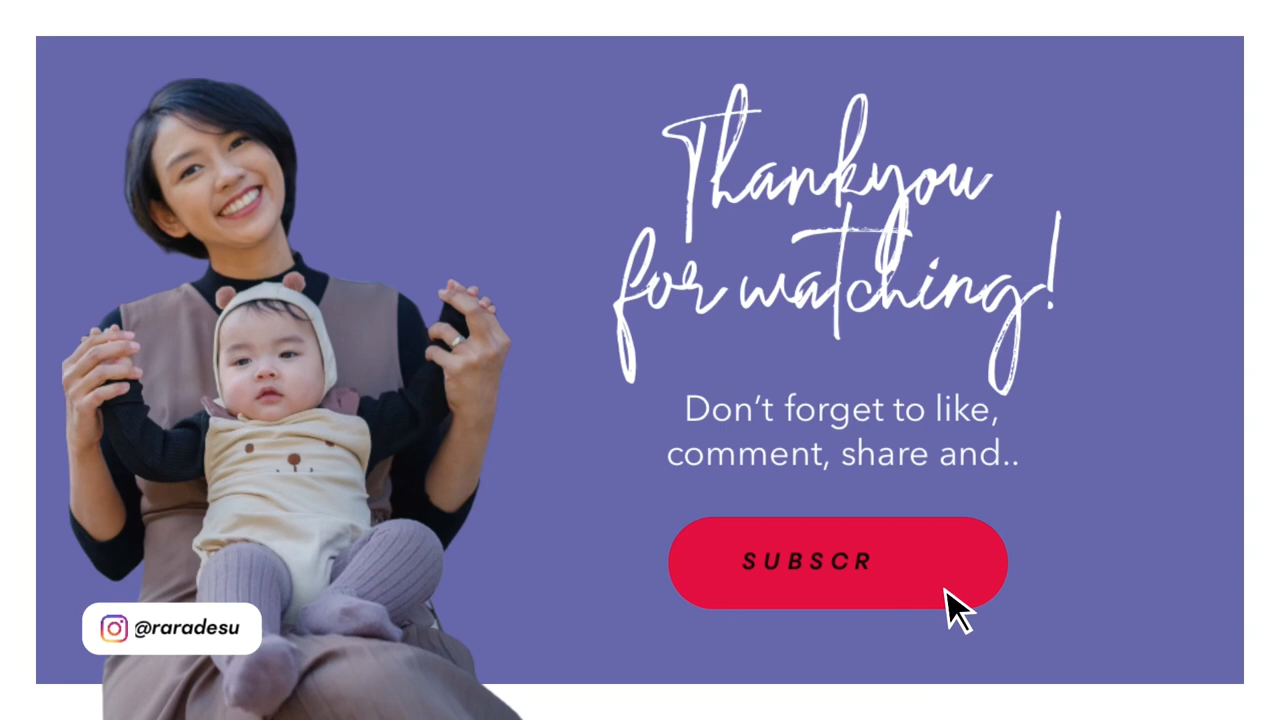 Thankyou
for watching!
Don't forget to like,
comment, share and..
SUBSCR
@raradesu